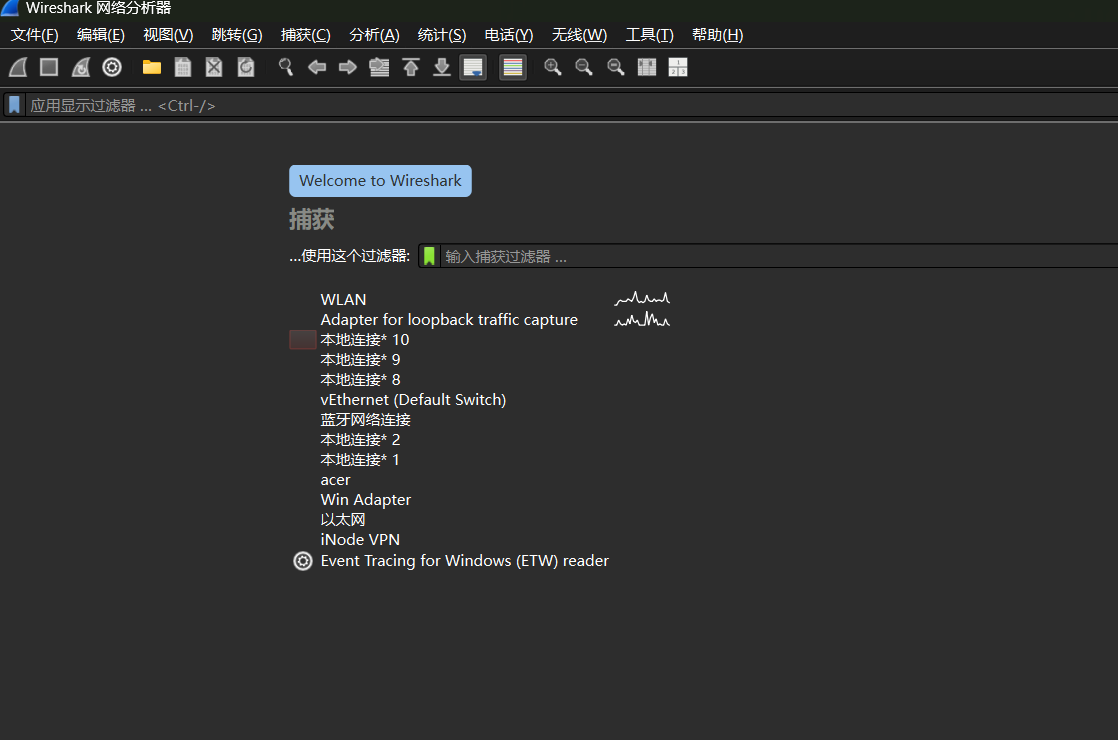 Wireshark 网络分析器
文件(F) 编辑(E) 视图(V) 跳转(G) 捕获(C) 分析(A) 统计(S) 电话(Y) 无线(W) 工具(T) 帮助(H)
应用显示过滤器 … <Ctrl-/>
Welcome to Wireshark
捕获
…使用这个过滤器: 输入捕获过滤器 …
WLAN
Adapter for loopback traffic capture
本地连接* 10
本地连接* 9
本地连接* 8
vEthernet (Default Switch)
蓝牙网络连接
本地连接* 2
本地连接* 1
acer
Win Adapter
以太网
iNode VPN
Event Tracing for Windows (ETW) reader